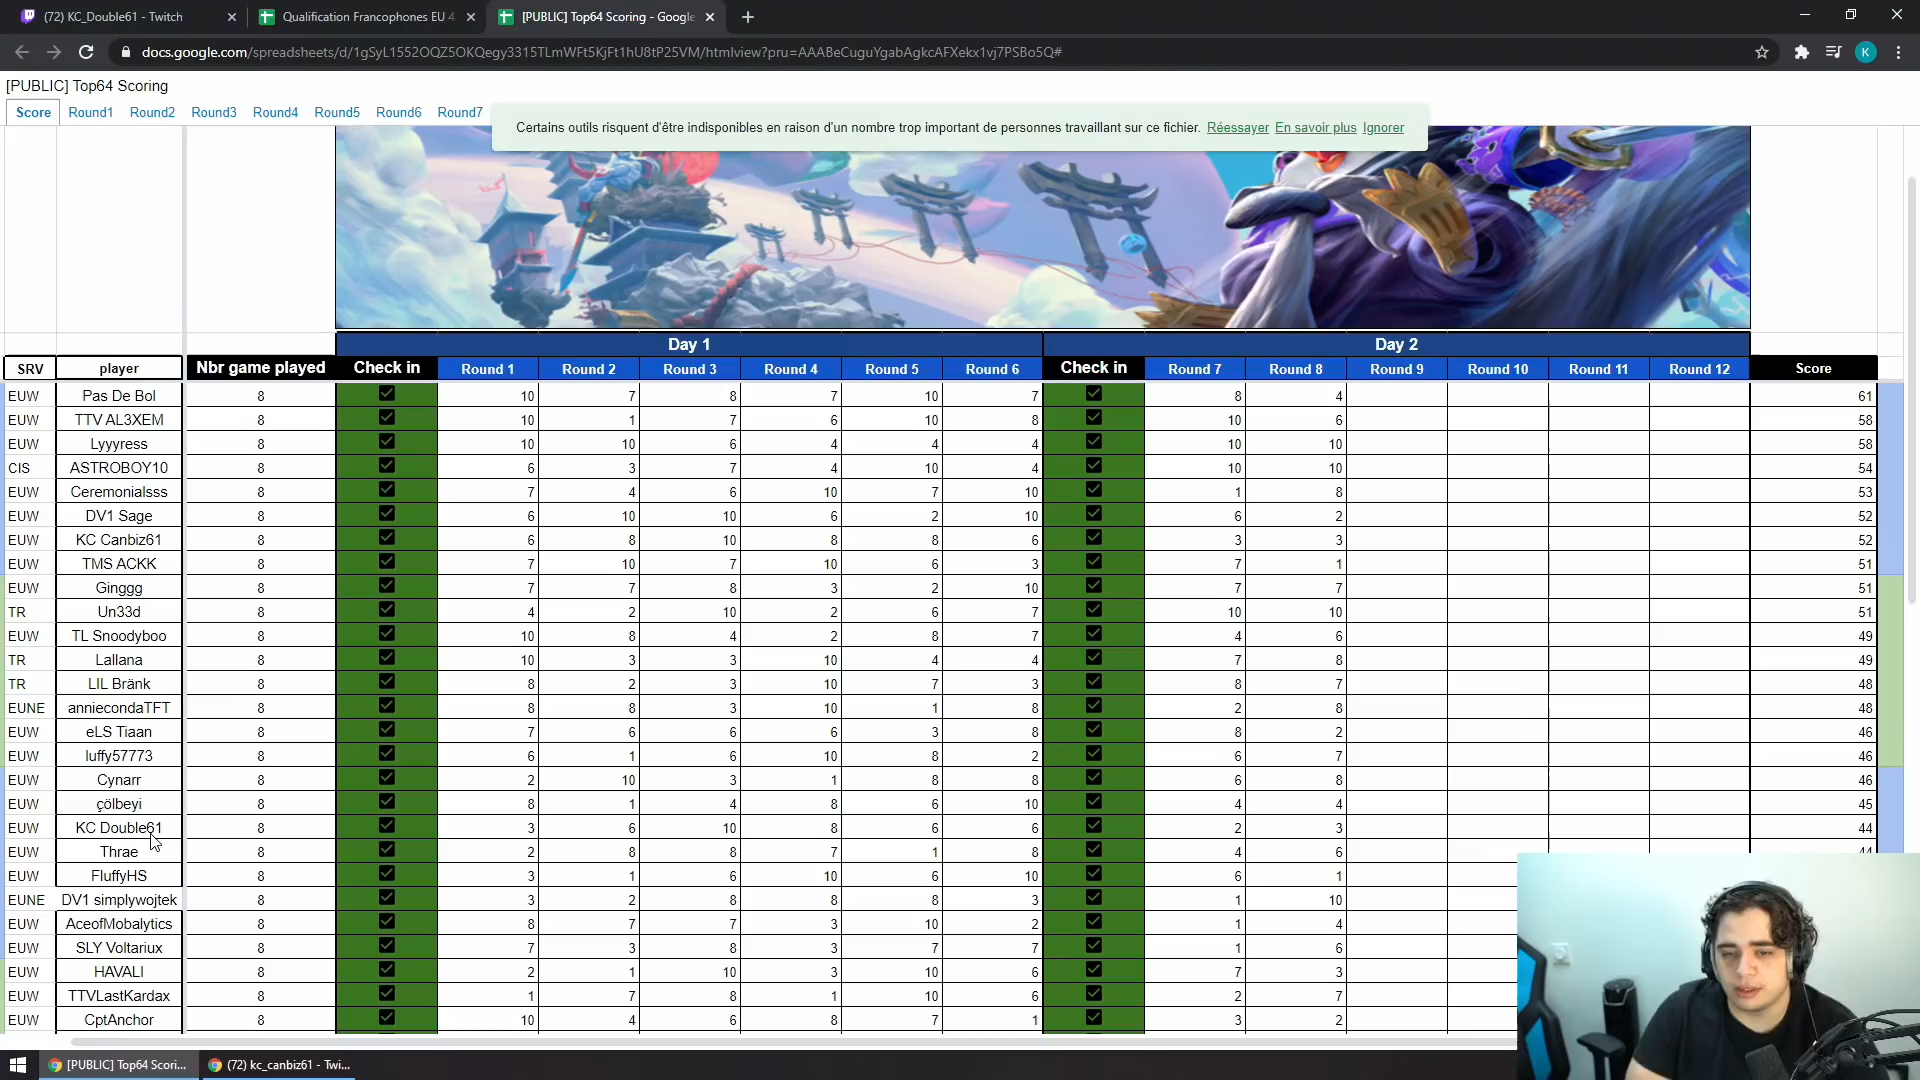 (72) KC_Double61 - Twitch
Qualification Francophones EU 4
[PUBLIC] Top64 Scoring - Google
docs.google.com/spreadsheets/d/1gSyL1552OQZ5OKQegy3315TLmWFt5KjFt1hU8tP25VM/htmlview?pru=AAABeCuguYgabAgkcAFXekx1vj7PSBo5Q#
K
[PUBLIC] Top64 Scoring
Score Round1 Round2 Round3 Round4 Round5 Round6 Round7
Certains outils risquent d'être indisponibles en raison d'un nombre trop important de personnes travaillant sur ce fichier. Réessayer En savoir plus Ignorer
Day 1 Day 2
SRV player Nbr game played Check in Round 1 Round 2 Round 3 Round 4 Round 5 Round 6 Check in Round 7 Round 8 Round 9 Round 10 Round 11 Round 12 Score
EUW Pas De Bol 8 10 7 8 7 10 7 8 4 61
EUW TTV AL3XEM 8 10 1 7 6 10 8 10 6 58
EUW Lyyyress 8 10 10 6 4 4 4 10 10 58
CIS ASTROBOY10 8 6 3 7 4 10 4 10 10 54
EUW Ceremonialsss 8 7 4 6 10 7 10 1 8 53
EUW DV1 Sage 8 6 10 10 6 2 10 6 2 52
EUW KC Canbiz61 8 6 8 10 8 8 6 3 3 52
EUW TMS ACKK 8 7 10 7 10 6 3 7 1 51
EUW Ginggg 8 7 7 8 3 2 10 7 7 51
TR Un33d 8 4 2 10 2 6 7 10 10 51
EUW TL Snoodyboo 8 10 8 4 2 8 7 4 6 49
TR Lallana 8 10 3 3 10 4 4 7 8 49
TR LIL Bränk 8 8 2 3 10 7 3 8 7 48
EUNE anniecondaTFT 8 8 8 3 10 1 8 2 8 48
EUW eLS Tiaan 8 7 6 6 6 3 8 8 2 46
EUW luffy57773 8 6 1 6 10 8 2 6 7 46
EUW Cynarr 8 2 10 3 1 8 8 6 8 46
EUW çölbeyi 8 8 1 4 8 6 10 4 4 45
EUW KC Double61 8 3 6 10 8 6 6 2 3 44
EUW Thrae 8 2 8 8 7 1 8 4 6 44
EUW FluffyHS 8 3 1 6 10 6 10 6 1
EUNE DV1 simplywojtek 8 3 2 8 8 8 3 1 10
EUW AceofMobalytics 8 8 7 7 3 10 2 1 4
EUW SLY Voltariux 8 7 3 8 3 7 7 1 6
EUW HAVALI 8 2 1 10 3 10 6 7 3
EUW TTVLastKardax 8 1 7 8 1 10 6 2 7
EUW CptAnchor 8 10 4 6 8 7 1 3 2
[PUBLIC] Top64 Scori...
(72) kc_canbiz61 - Twi...